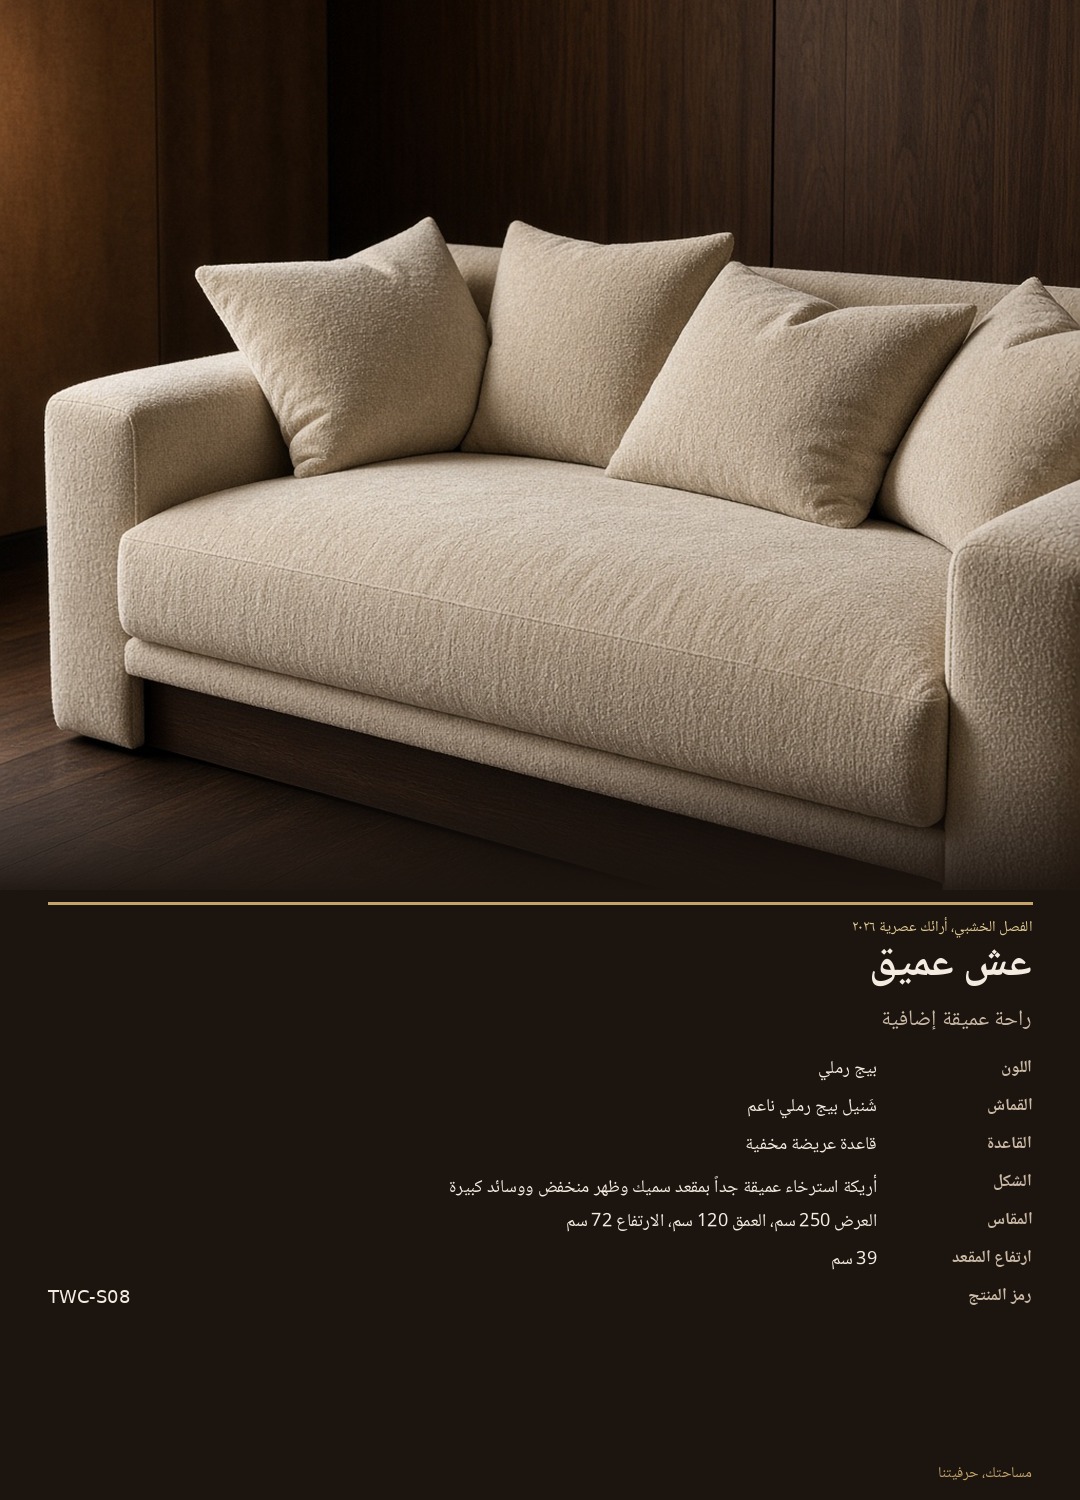 الفصل الخشبي، أرائك عصرية ٢٠٢٦
عش عميق
راحة عميقة إضافية
اللون بيج رملي
القماش شَنيل بيج رملي ناعم
القاعدة قاعدة عريضة مخفية
الشكل أريكة استرخاء عميقة جداً بمقعد سميك وظهر منخفض ووسائد كبيرة
المقاس العرض 250 سم، العمق 120 سم، الارتفاع 72 سم
ارتفاع المقعد 39 سم
رمز المنتج TWC-S08
مساحتك، حرفيتنا